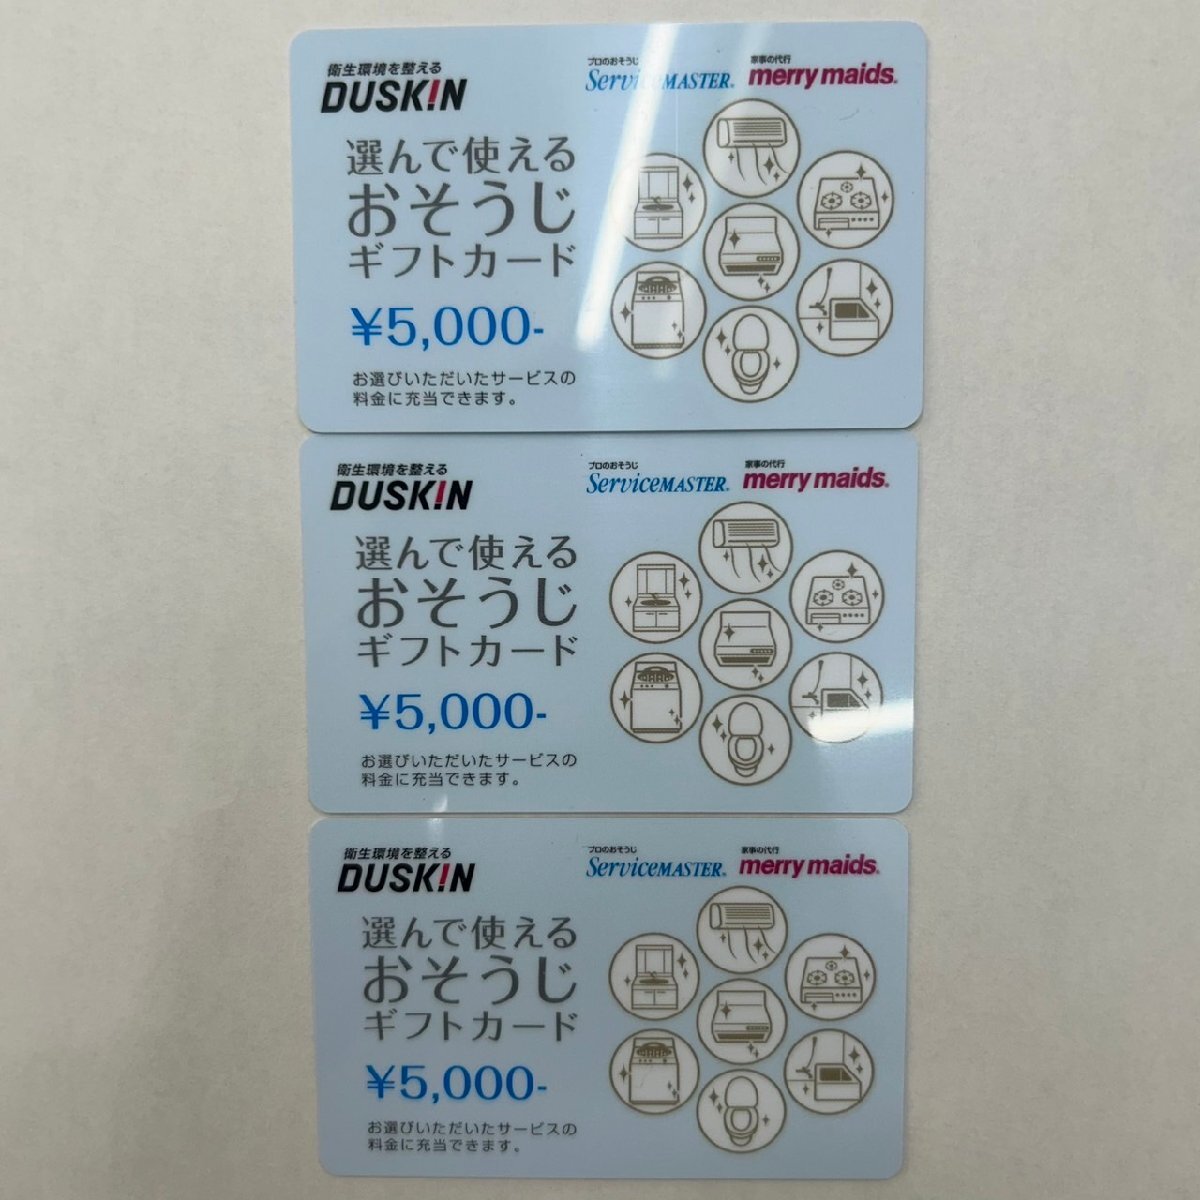 衛生環境を整える
DUSK!N
プロのおそうじ
ServiceMASTER.
家事の代行
merry maids.
選んで使える
おそうじ
ギフトカード
¥5,000-
お選びいただいたサービスの
料金に充当できます。
衛生環境を整える
DUSK!N
プロのおそうじ
ServiceMASTER.
家事の代行
merry maids.
選んで使える
おそうじ
ギフトカード
¥5,000-
お選びいただいたサービスの
料金に充当できます。
衛生環境を整える
DUSK!N
プロのおそうじ
ServiceMASTER.
家事の代行
merry maids.
選んで使える
おそうじ
ギフトカード
¥5,000-
お選びいただいたサービスの
料金に充当できます。